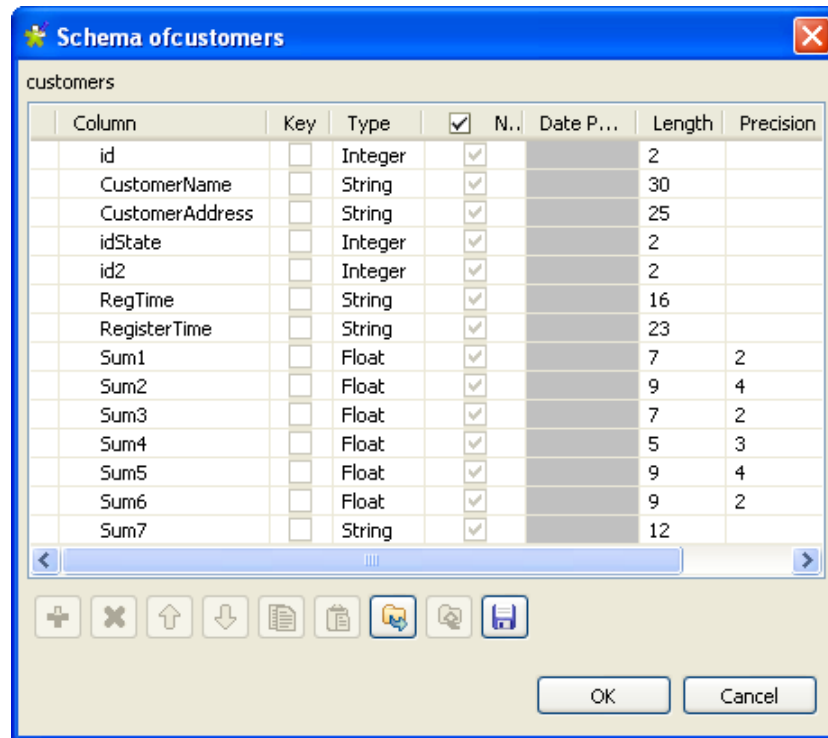 Schema ofcustomers
customers
Column Key Type N.. Date P... Length Precision
id Integer 2
CustomerName String 30
CustomerAddress String 25
idState Integer 2
id2 Integer 2
RegTime String 16
RegisterTime String 23
Sum1 Float 7 2
Sum2 Float 9 4
Sum3 Float 7 2
Sum4 Float 5 3
Sum5 Float 9 4
Sum6 Float 9 2
Sum7 String 12
OK Cancel